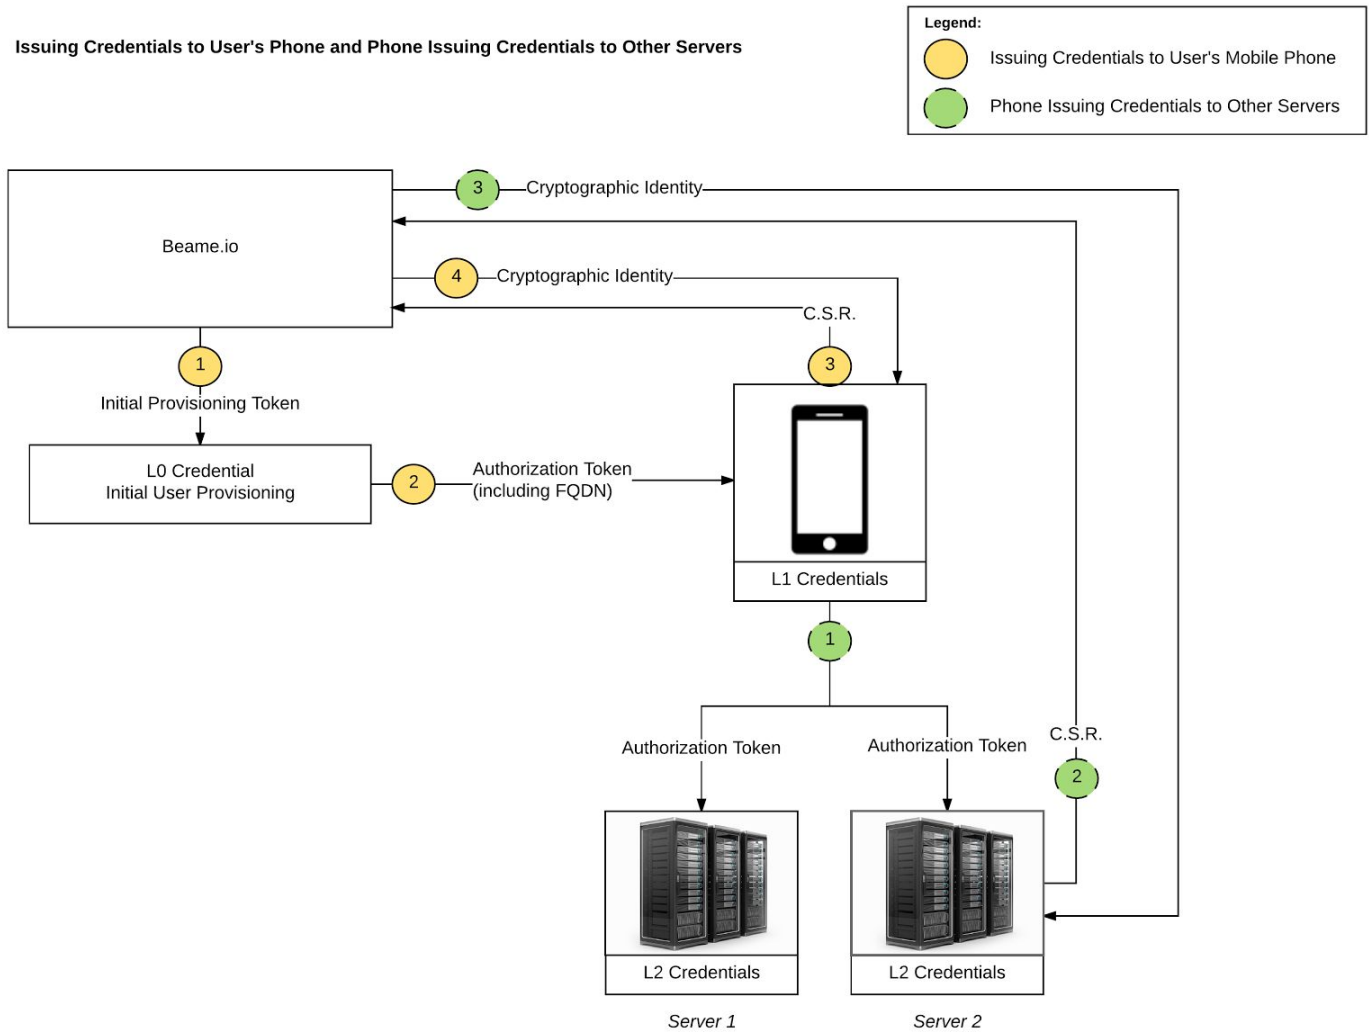 Issuing Credentials to User's Phone and Phone Issuing Credentials to Other Servers
Legend:
Issuing Credentials to User's Mobile Phone
Phone Issuing Credentials to Other Servers
3
Cryptographic Identity
Beame.io
4
Cryptographic Identity
C.S.R.
3
1
Initial Provisioning Token
L0 Credential
Initial User Provisioning
2
Authorization Token
(including FQDN)
L1 Credentials
1
Authorization Token
Authorization Token
C.S.R.
2
L2 Credentials
L2 Credentials
Server 1
Server 2